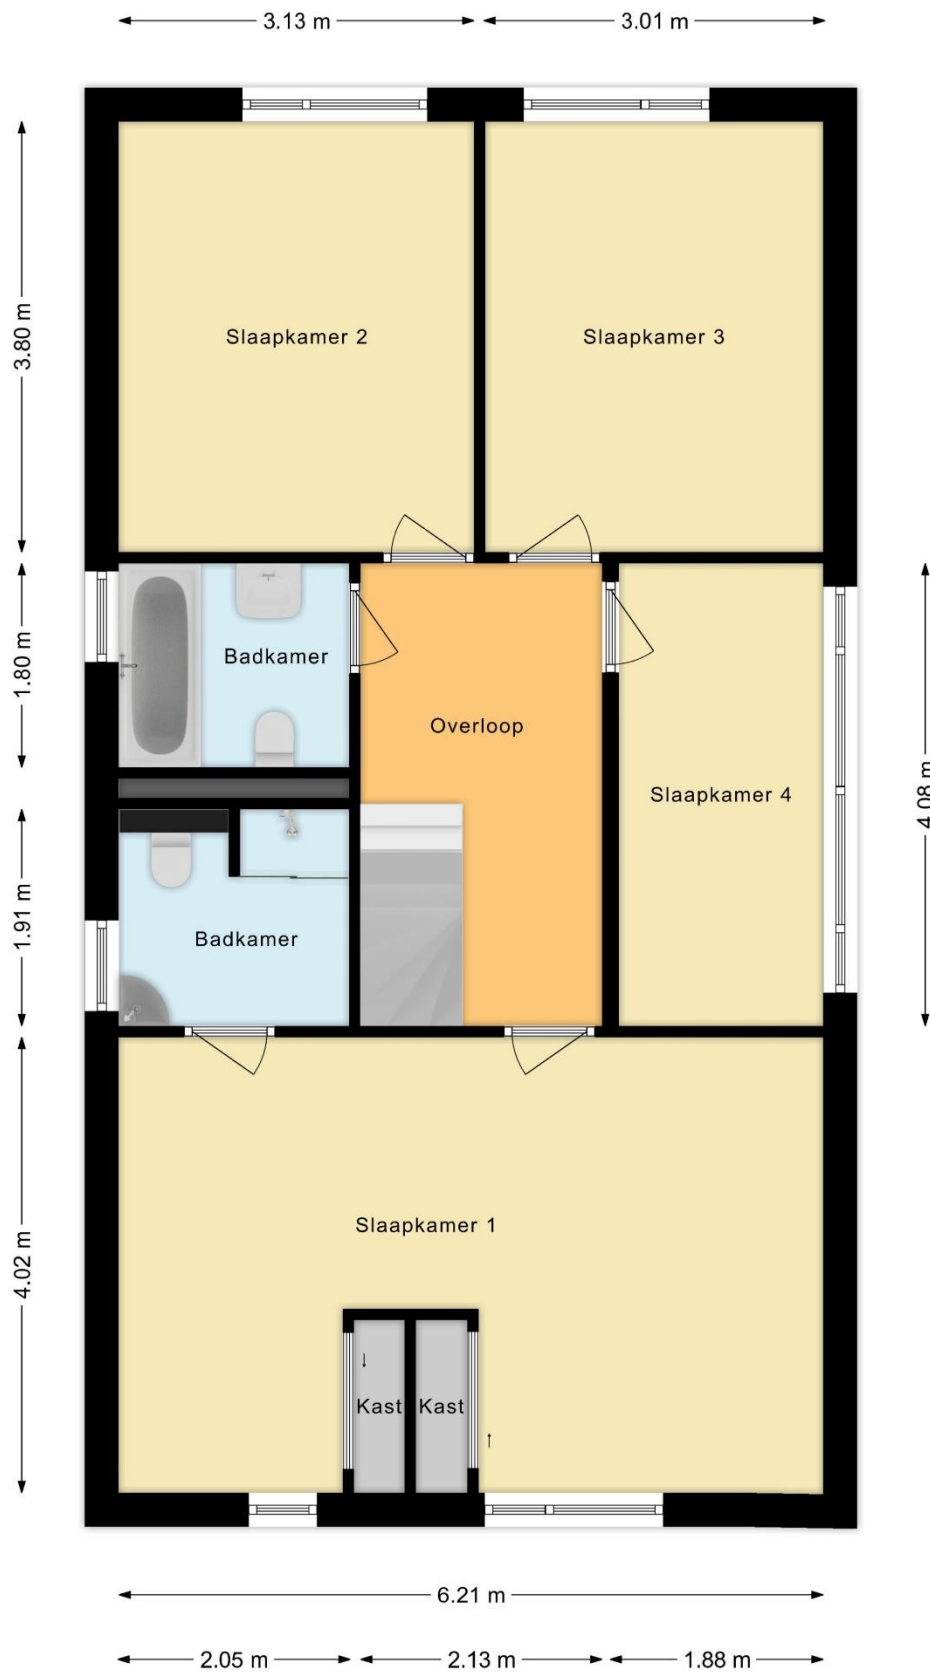 3.13 m
3.01 m
3.80 m
Slaapkamer 2
Slaapkamer 3
1.80 m
Badkamer
Overloop
Slaapkamer 4
4.08 m
1.91 m
Badkamer
4.02 m
Slaapkamer 1
Kast
Kast
6.21 m
2.05 m
2.13 m
1.88 m